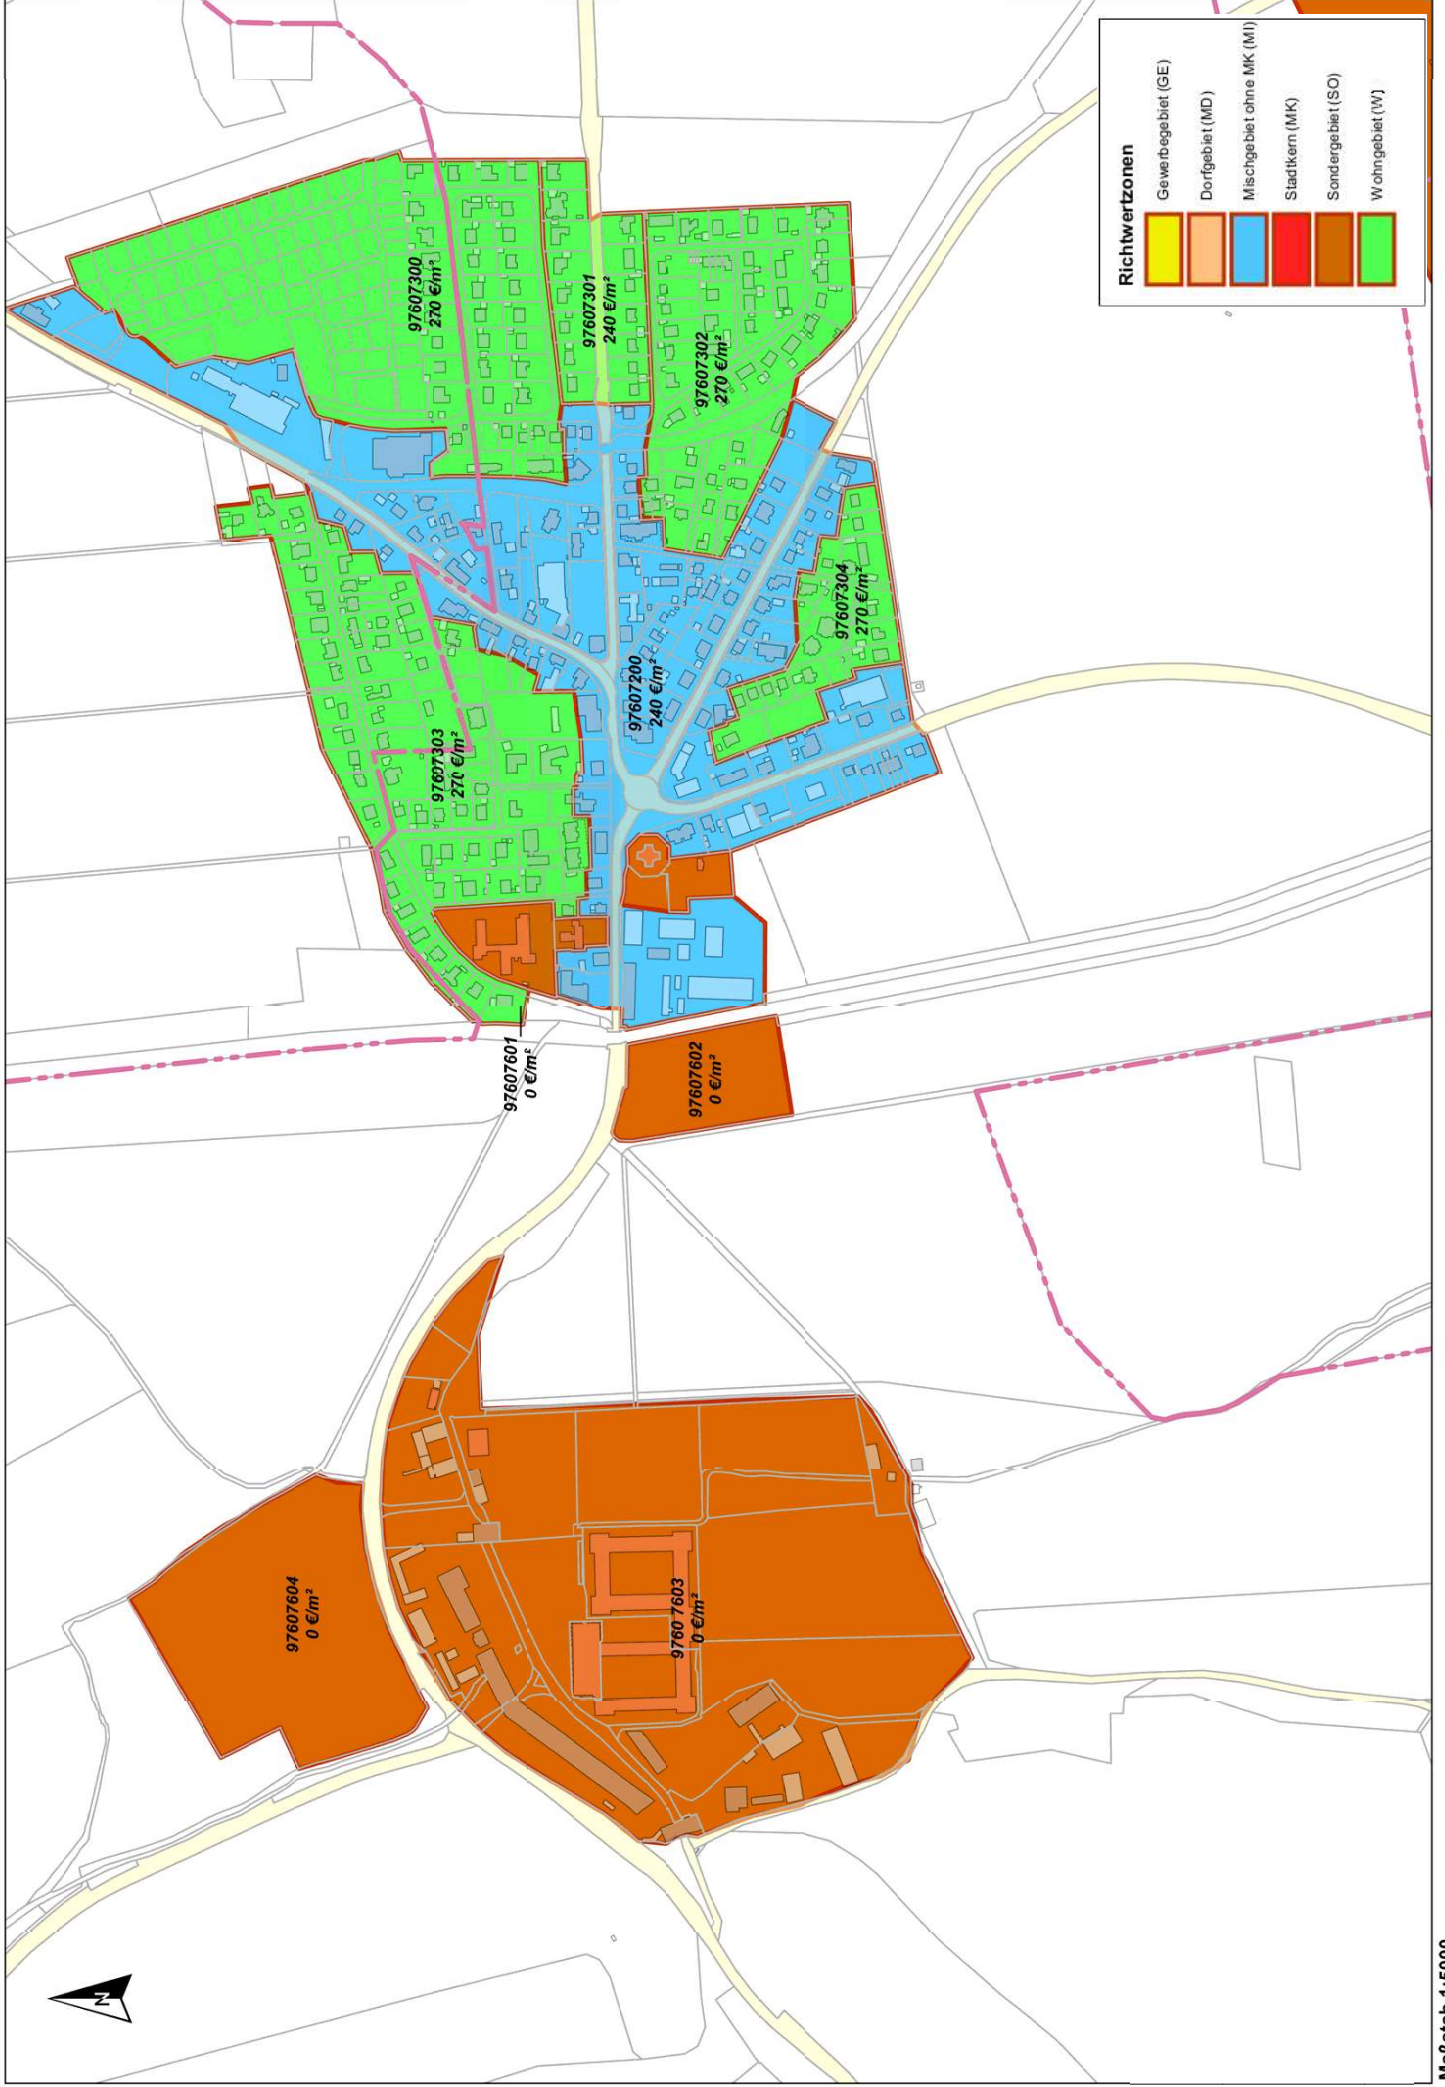 Richtwertzonen
Gewerbegebiet (GE)
Dorfgebiet (MD)
Mischgebiet ohne MK (MI)
Stadtkern (MK)
Sondergebiet (SO)
Wohngebiet (W)
97607300
270 €/m²
97607301
240 €/m²
97607302
270 €/m²
97607304
270 €/m²
97607303
270 €/m²
97607200
240 €/m²
97607601
0 €/m²
97607602
0 €/m²
97607604
0 €/m²
9760 7603
0 €/m²
N